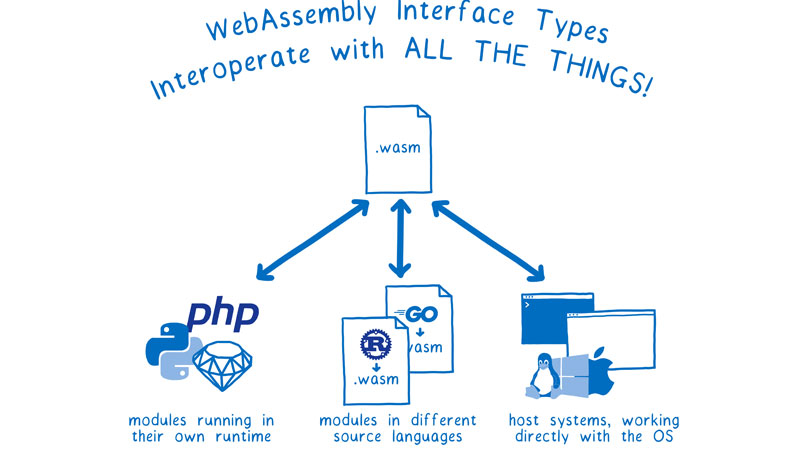 WebAssembly Interface Types
Interoperate with ALL THE THINGS!
.wasm
php
GO
wasm
R
.wasm
>
modules running in
their own runtime
modules in different
source languages
host systems, working
directly with the OS